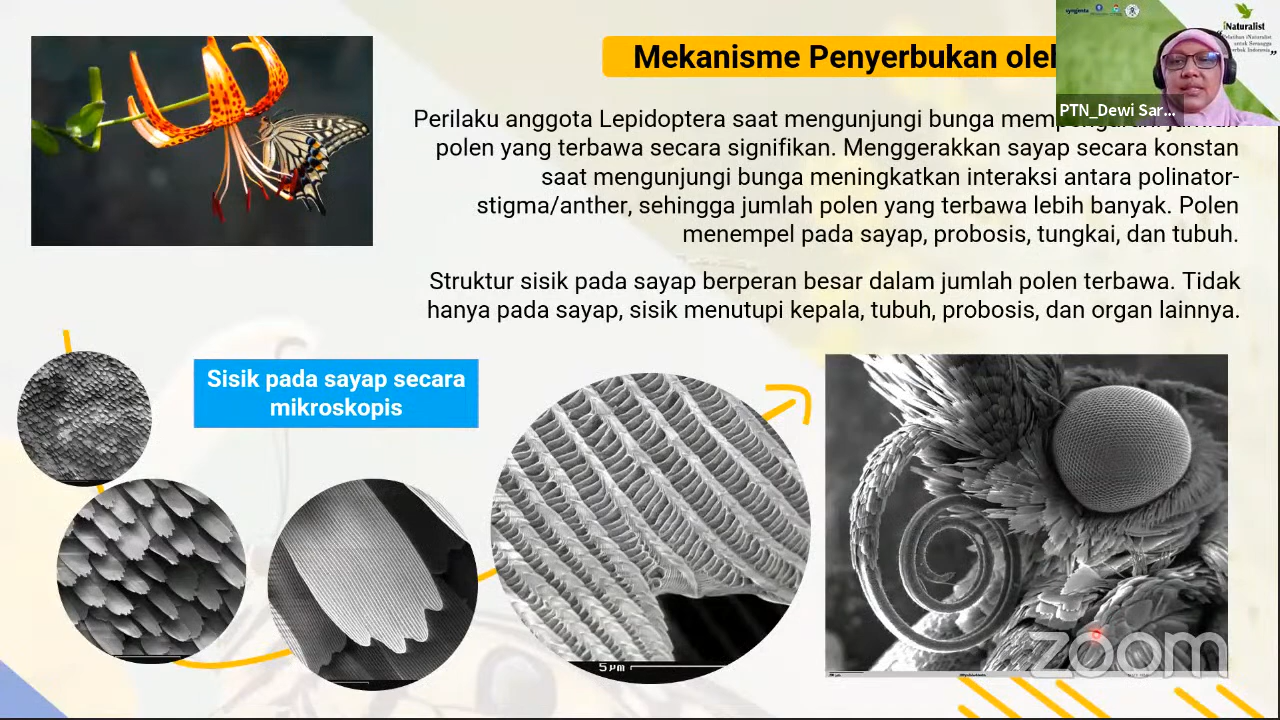 Mekanisme Penyerbukan oleh
Perilaku anggota Lepidoptera saat mengunjungi bunga
polen yang terbawa secara signifikan. Menggerakkan sayap secara konstan
saat mengunjungi bunga meningkatkan interaksi antara polinator-
stigma/anther, sehingga jumlah polen yang terbawa lebih banyak. Polen
menempel pada sayap, probosis, tungkai, dan tubuh.
Struktur sisik pada sayap berperan besar dalam jumlah polen terbawa. Tidak
hanya pada sayap, sisik menutupi kepala, tubuh, probosis, dan organ lainnya.
Sisik pada sayap secara
mikroskopis
5µm
syngenta
iNaturalist
PTN_Dewi Sar...
zoom